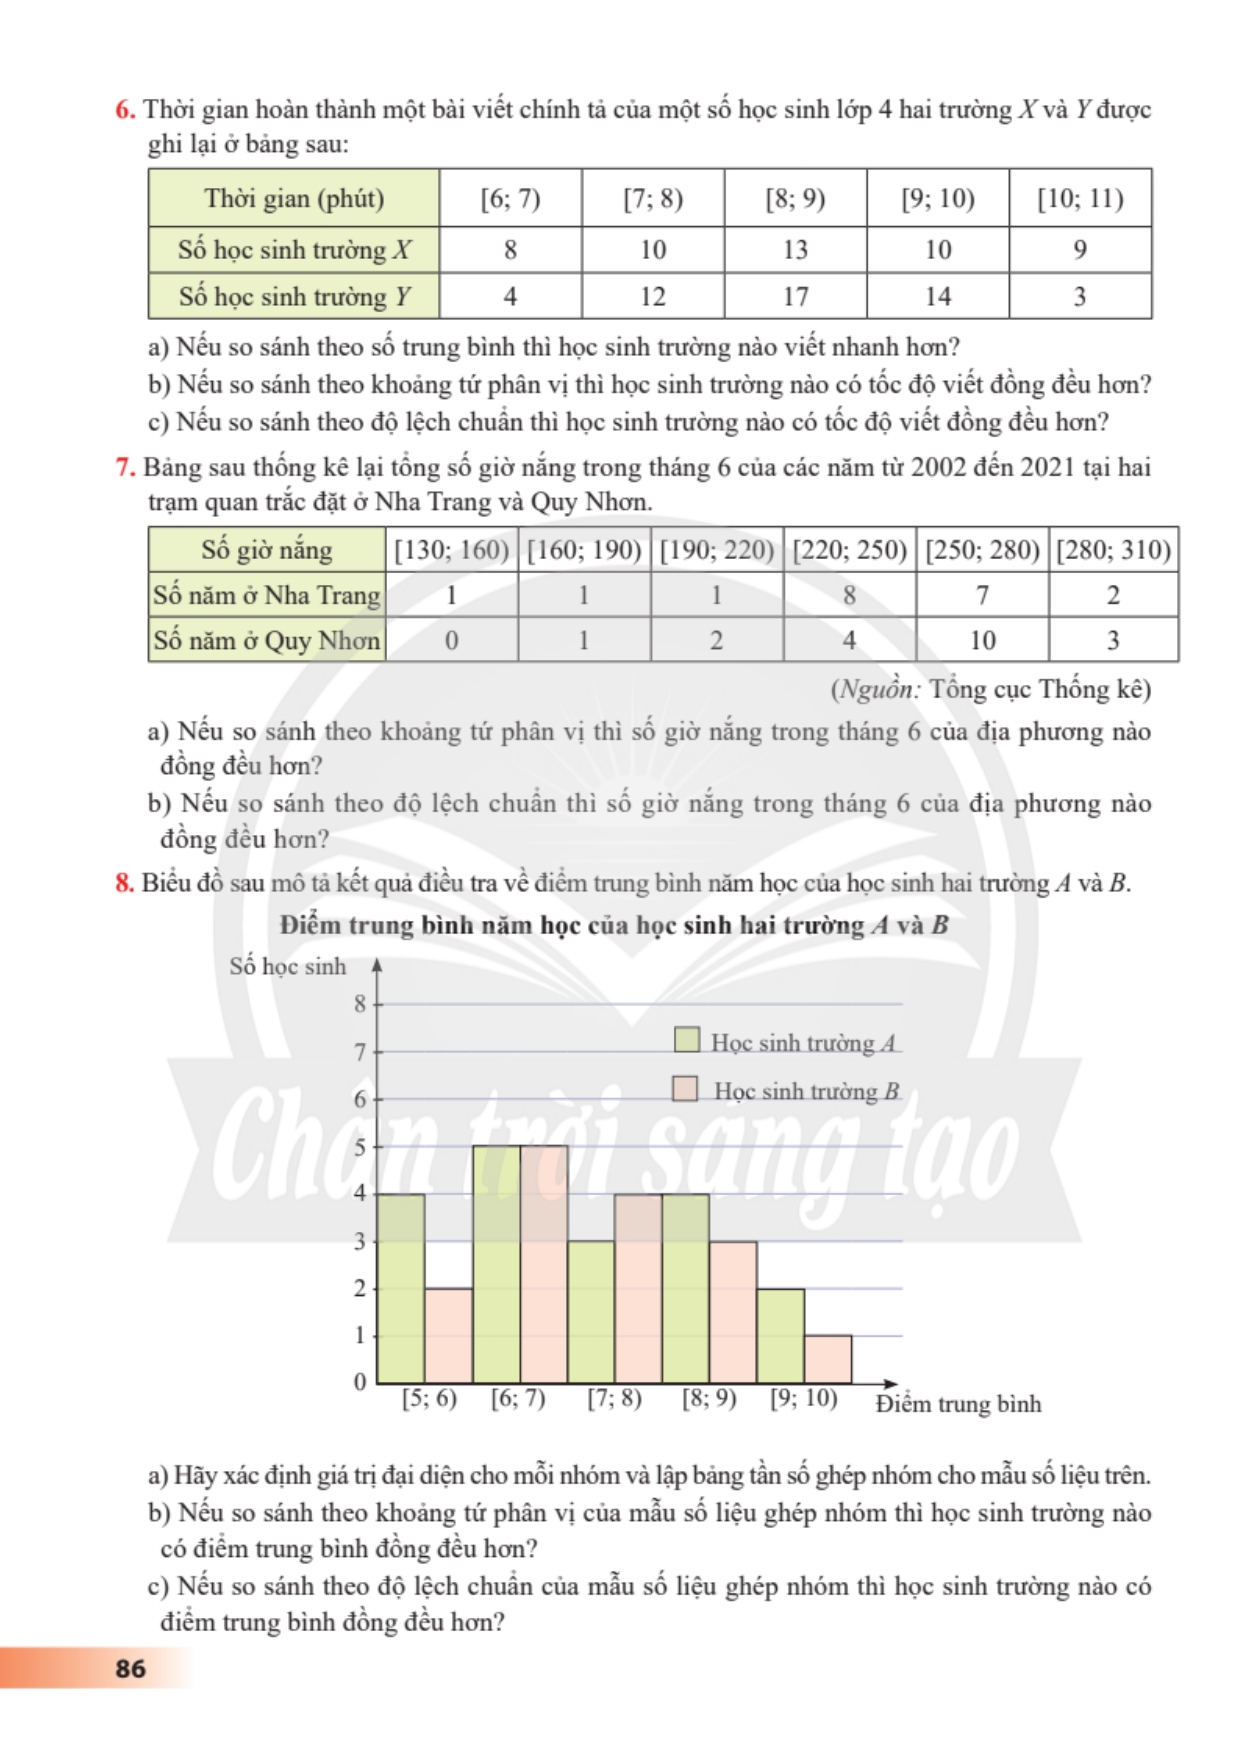 6. Thời gian hoàn thành một bài viết chính tả của một số học sinh lớp 4 hai trường X và Y được
ghi lại ở bảng sau:
Thời gian (phút) [6; 7) [7; 8) [8; 9) [9; 10) [10; 11)
Số học sinh trường X 8 10 13 10 9
Số học sinh trường Y 4 12 17 14 3
a) Nếu so sánh theo số trung bình thì học sinh trường nào viết nhanh hơn?
b) Nếu so sánh theo khoảng tứ phân vị thì học sinh trường nào có tốc độ viết đồng đều hơn?
c) Nếu so sánh theo độ lệch chuẩn thì học sinh trường nào có tốc độ viết đồng đều hơn?
7. Bảng sau thống kê lại tổng số giờ nắng trong tháng 6 của các năm từ 2002 đến 2021 tại hai
trạm quan trắc đặt ở Nha Trang và Quy Nhơn.
Số giờ nắng [130; 160) [160; 190) [190; 220) [220; 250) [250; 280) [280; 310)
Số năm ở Nha Trang 1 1 1 8 7 2
Số năm ở Quy Nhơn 0 1 2 4 10 3
(Nguồn: Tổng cục Thống kê)
a) Nếu so sánh theo khoảng tứ phân vị thì số giờ nắng trong tháng 6 của địa phương nào
đồng đều hơn?
b) Nếu so sánh theo độ lệch chuẩn thì số giờ nắng trong tháng 6 của địa phương nào
đồng đều hơn?
8. Biểu đồ sau mô tả kết quả điều tra về điểm trung bình năm học của học sinh hai trường A và B.
Điểm trung bình năm học của học sinh hai trường A và B
Số học sinh
8
7
6
5
4
3
2
1
0
Học sinh trường A
Học sinh trường B
[5; 6) [6; 7) [7; 8) [8; 9) [9; 10)
Điểm trung bình
Chân trời sáng tạo
a) Hãy xác định giá trị đại diện cho mỗi nhóm và lập bảng tần số ghép nhóm cho mẫu số liệu trên.
b) Nếu so sánh theo khoảng tứ phân vị của mẫu số liệu ghép nhóm thì học sinh trường nào
có điểm trung bình đồng đều hơn?
c) Nếu so sánh theo độ lệch chuẩn của mẫu số liệu ghép nhóm thì học sinh trường nào có
điểm trung bình đồng đều hơn?
86